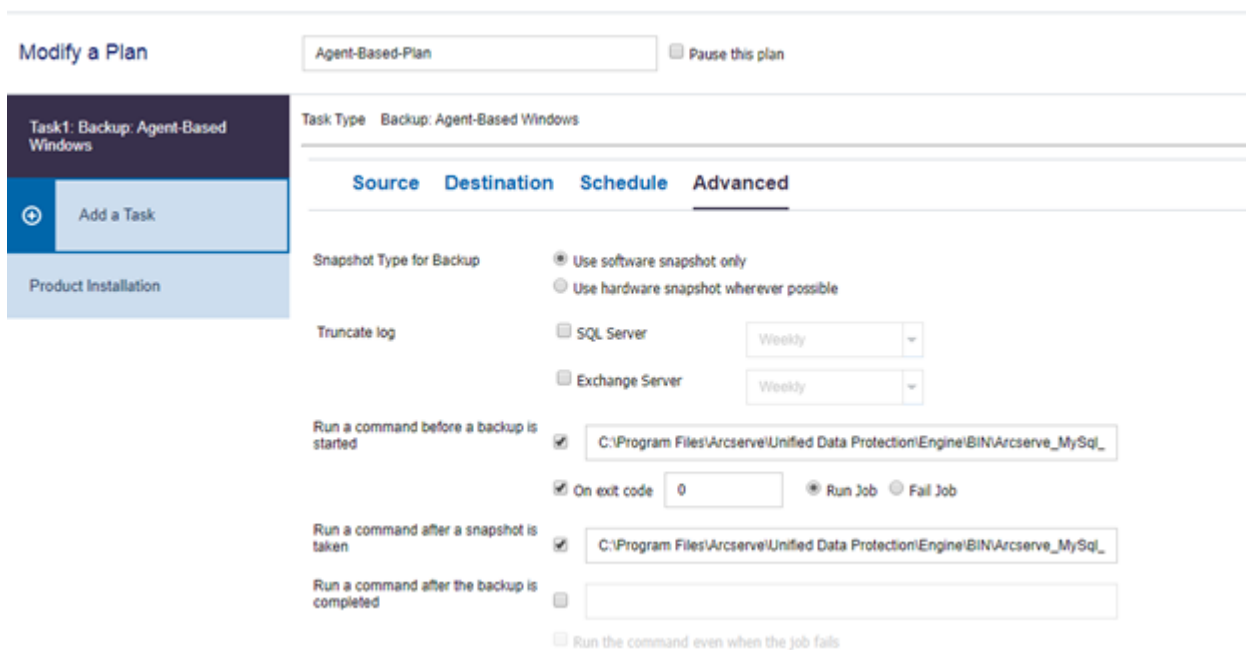 Modify a Plan
Agent-Based-Plan
Pause this plan
Task1: Backup: Agent-Based
Windows
Add a Task
Product Installation
Task Type Backup: Agent-Based Windows
Source Destination Schedule Advanced
Snapshot Type for Backup
Use software snapshot only
Use hardware snapshot wherever possible
Truncate log
SQL Server
Weekly
Exchange Server
Weekly
Run a command before a backup is
started
C:\Program Files\Arcserve\Unified Data Protection\Engine\BIN\Arcserve_MySql_
On exit code
0
Run Job
Fail Job
Run a command after a snapshot is
taken
C:\Program Files\Arcserve\Unified Data Protection\Engine\BIN\Arcserve_MySql_
Run a command after the backup is
completed
Run the command even when the job fails